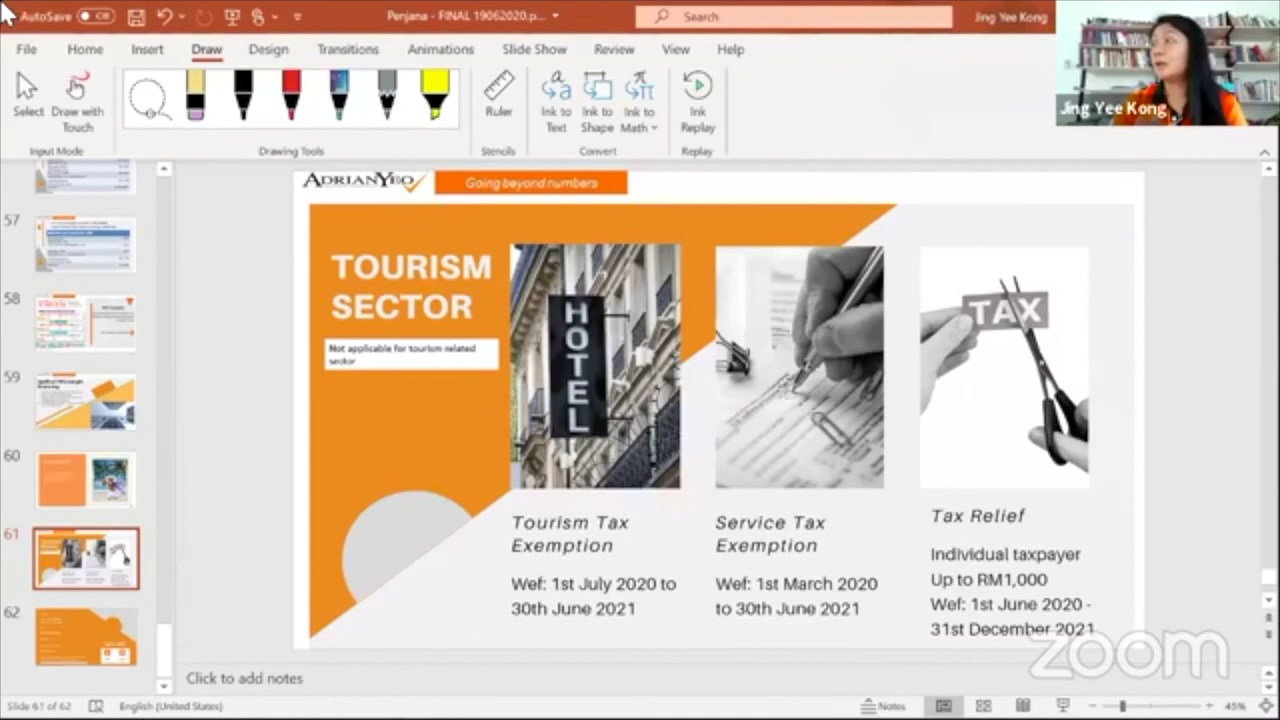 AutoSave Off
Penjana - FINAL 19062020.p...
Search
Jing Yee Kong
File Home Insert Draw Design Transitions Animations Slide Show Review View Help
Select
Draw with
Touch
Ruler
Ink to
Text
Ink to
Shape
Ink to
Math
Ink
Replay
Input Mode
Drawing Tools
Stencils
Convert
Replay
Jing Yee Kong
57
58
59
60
61
62
ADRIANYEO
Going beyond numbers
TOURISM
SECTOR
Not applicable for tourism related
sector
HOTEL
TAX
Tourism Tax
Exemption
Wef: 1st July 2020 to
30th June 2021
Service Tax
Exemption
Wef: 1st March 2020
to 30th June 2021
Tax Relief
Individual taxpayer
Up to RM1,000
Wef: 1st June 2020 -
31st December 2021
zoom
Click to add notes
Slide 61 of 62
English (United States)
Notes
45%